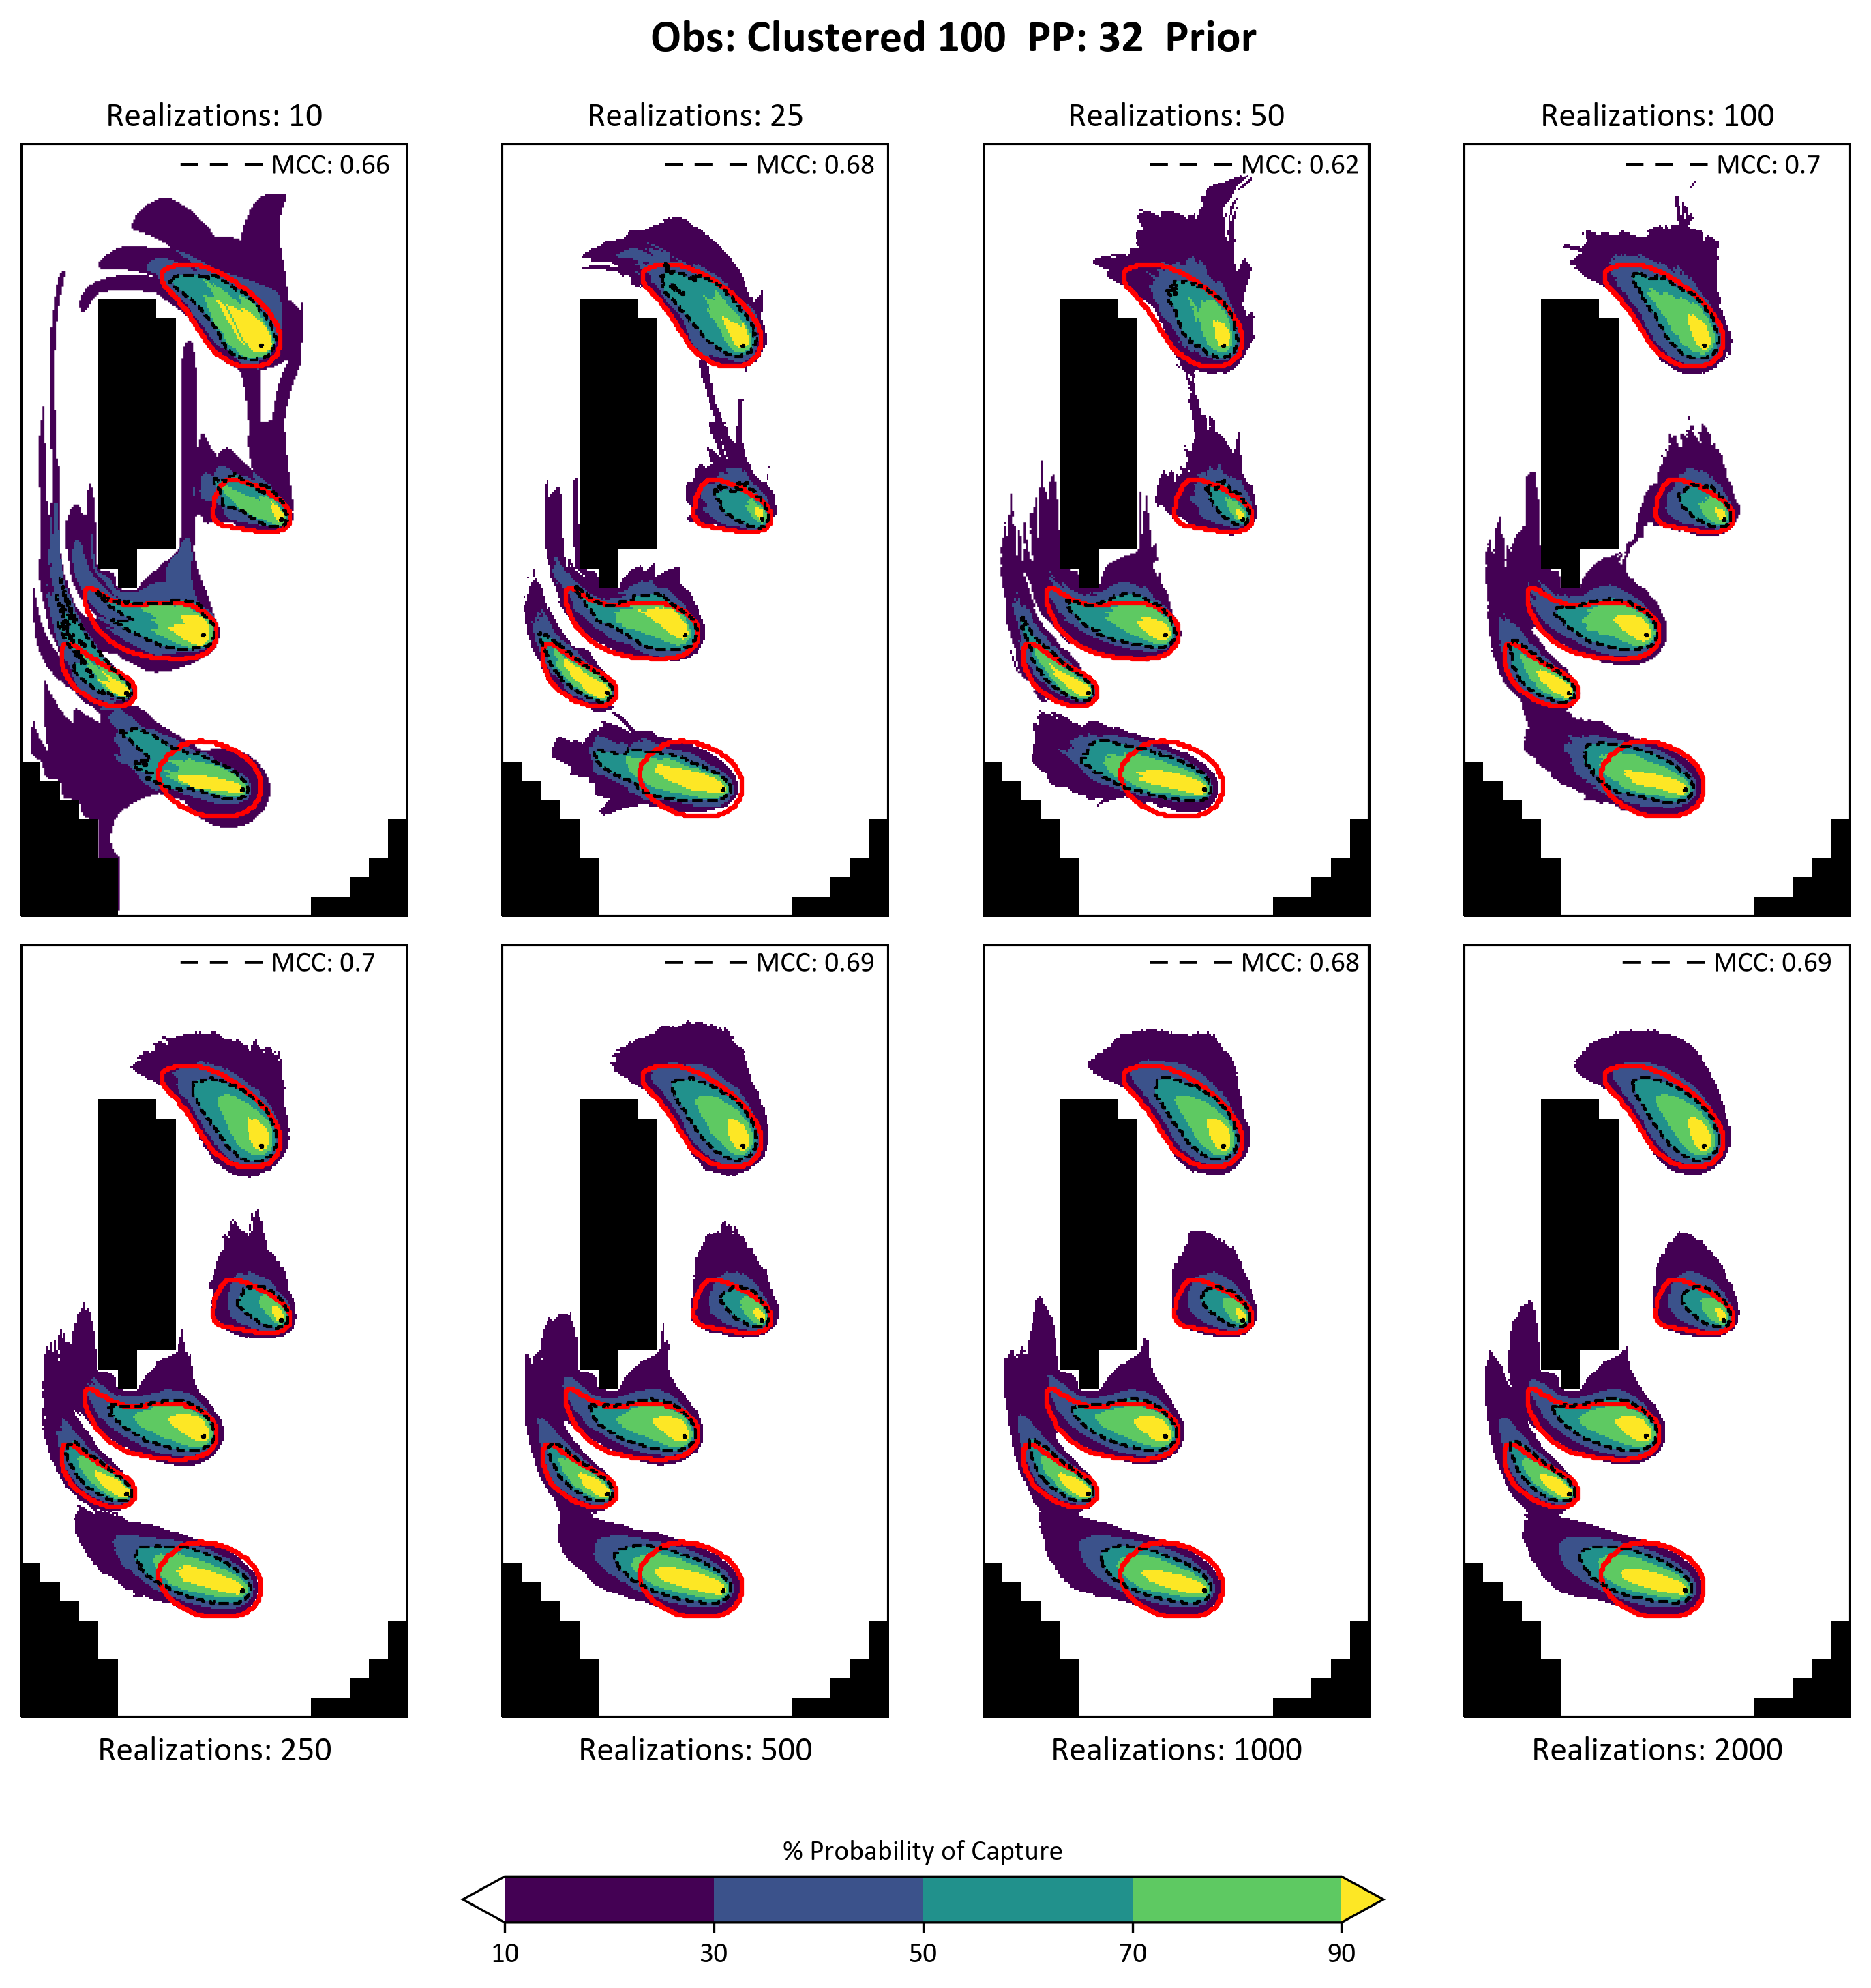 Obs: Clustered 100  PP: 32  Prior
Realizations: 10
Realizations: 25
Realizations: 50
Realizations: 100
MCC: 0.66
MCC: 0.68
MCC: 0.62
MCC: 0.7
MCC: 0.7
MCC: 0.69
MCC: 0.68
MCC: 0.69
Realizations: 250
Realizations: 500
Realizations: 1000
Realizations: 2000
% Probability of Capture
10 30 50 70 90